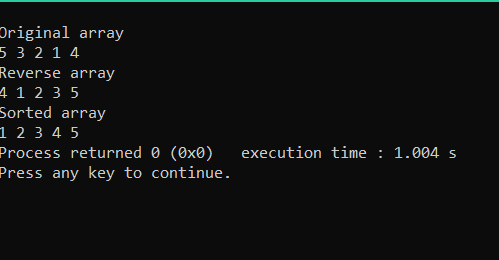 Original array
5 3 2 1 4
Reverse array
4 1 2 3 5
Sorted array
1 2 3 4 5
Process returned 0 (0x0)   execution time : 1.004 s
Press any key to continue.